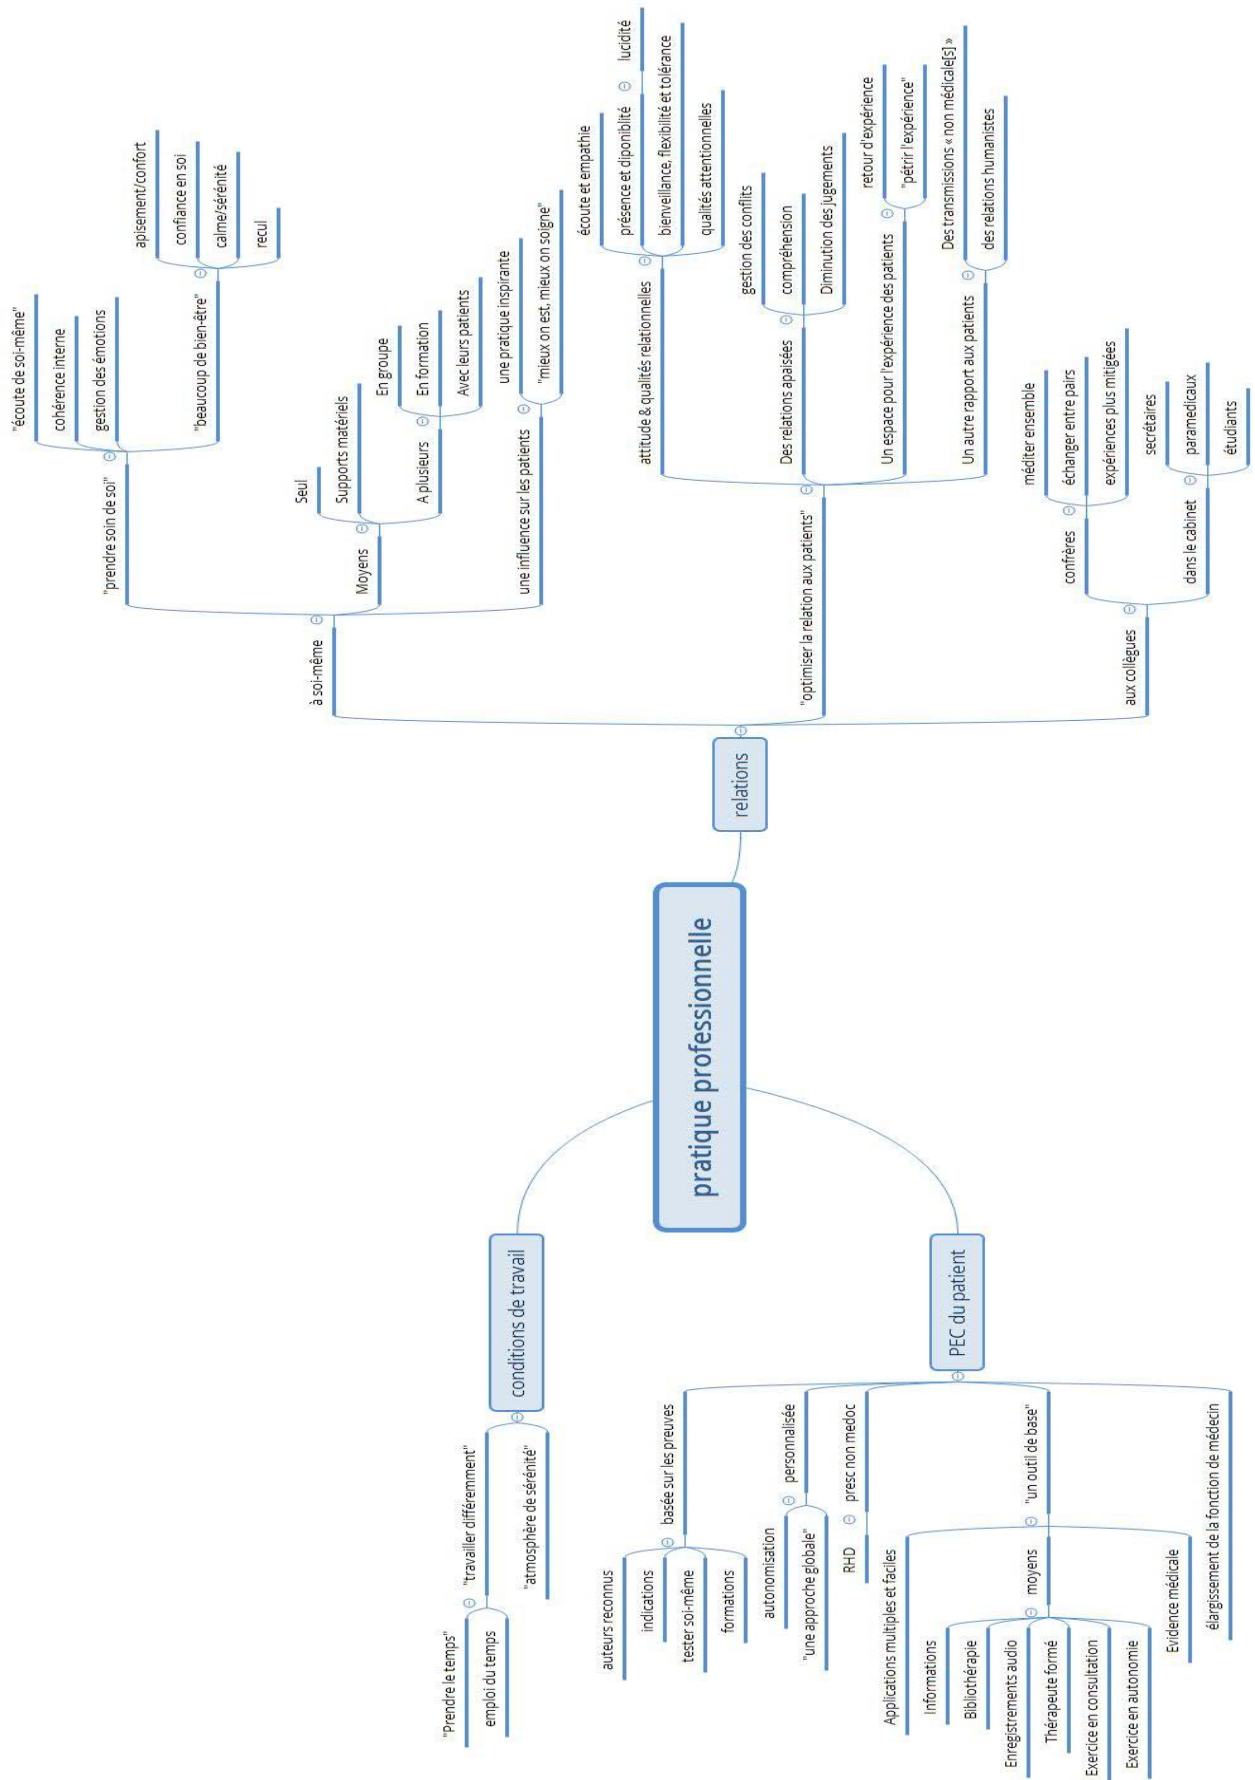 pratique professionnelle
relations
à soi-même
"prendre soin de soi"
"écoute de soi-même"
cohérence interne
gestion des émotions
"beaucoup de bien-être"
apisement/confort
confiance en soi
calme/sérénité
recul
Moyens
Seul
Supports matériels
A plusieurs
En groupe
En formation
Avec leurs patients
une influence sur les patients
une pratique inspirante
"mieux on est, mieux on soigne"
"optimiser la relation aux patients"
attitude & qualités relationnelles
écoute et empathie
présence et diponiblité
lucidité
bienveillance, flexibilité et tolérance
qualités attentionnelles
Des relations apaisées
gestion des conflits
compréhension
Diminution des jugements
Un espace pour l'expérience des patients
retour d'expérience
"pétrir l'expérience"
Un autre rapport aux patients
Des transmissions « non médicale[s] »
des relations humanistes
aux collègues
confrères
méditer ensemble
échanger entre pairs
expériences plus mitigées
dans le cabinet
secrétaires
paramedicaux
étudiants
conditions de travail
"travailler différemment"
"Prendre le temps"
emploi du temps
"atmosphère de sérénité"
PEC du patient
basée sur les preuves
auteurs reconnus
indications
tester soi-même
formations
personnalisée
autonomisation
"une approche globale"
presc non medoc
RHD
"un outil de base"
Applications multiples et faciles
moyens
Informations
Bibliothérapie
Enregistrements audio
Thérapeute formé
Exercice en consultation
Exercice en autonomie
Evidence médicale
élargissement de la fonction de médecin